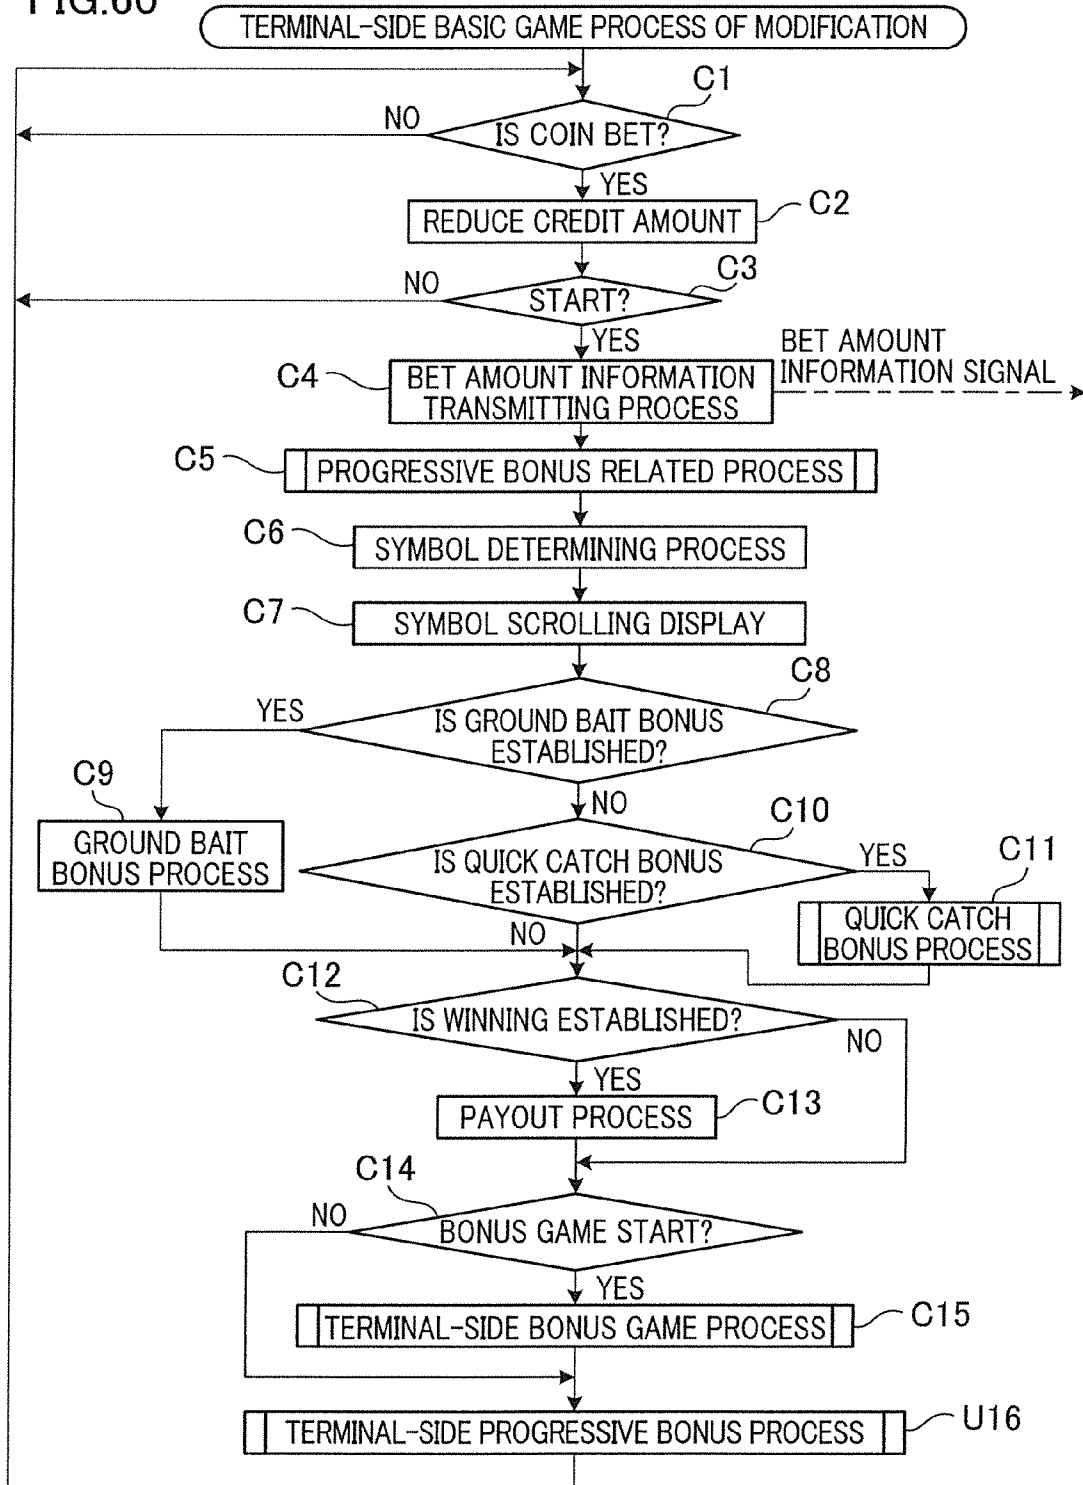 FIG.60
TERMINAL-SIDE BASIC GAME PROCESS OF MODIFICATION
C1
NO
IS COIN BET?
YES
C2
REDUCE CREDIT AMOUNT
C3
NO
START?
YES
BET AMOUNT
INFORMATION SIGNAL
C4
BET AMOUNT INFORMATION
TRANSMITTING PROCESS
C5
PROGRESSIVE BONUS RELATED PROCESS
C6
SYMBOL DETERMINING PROCESS
C7
SYMBOL SCROLLING DISPLAY
C8
YES
IS GROUND BAIT BONUS
ESTABLISHED?
C9
NO
C10
GROUND BAIT
BONUS PROCESS
IS QUICK CATCH BONUS
ESTABLISHED?
YES
C11
QUICK CATCH
BONUS PROCESS
NO
C12
IS WINNING ESTABLISHED?
NO
YES
PAYOUT PROCESS
C13
C14
NO
BONUS GAME START?
YES
TERMINAL-SIDE BONUS GAME PROCESS
C15
TERMINAL-SIDE PROGRESSIVE BONUS PROCESS
U16